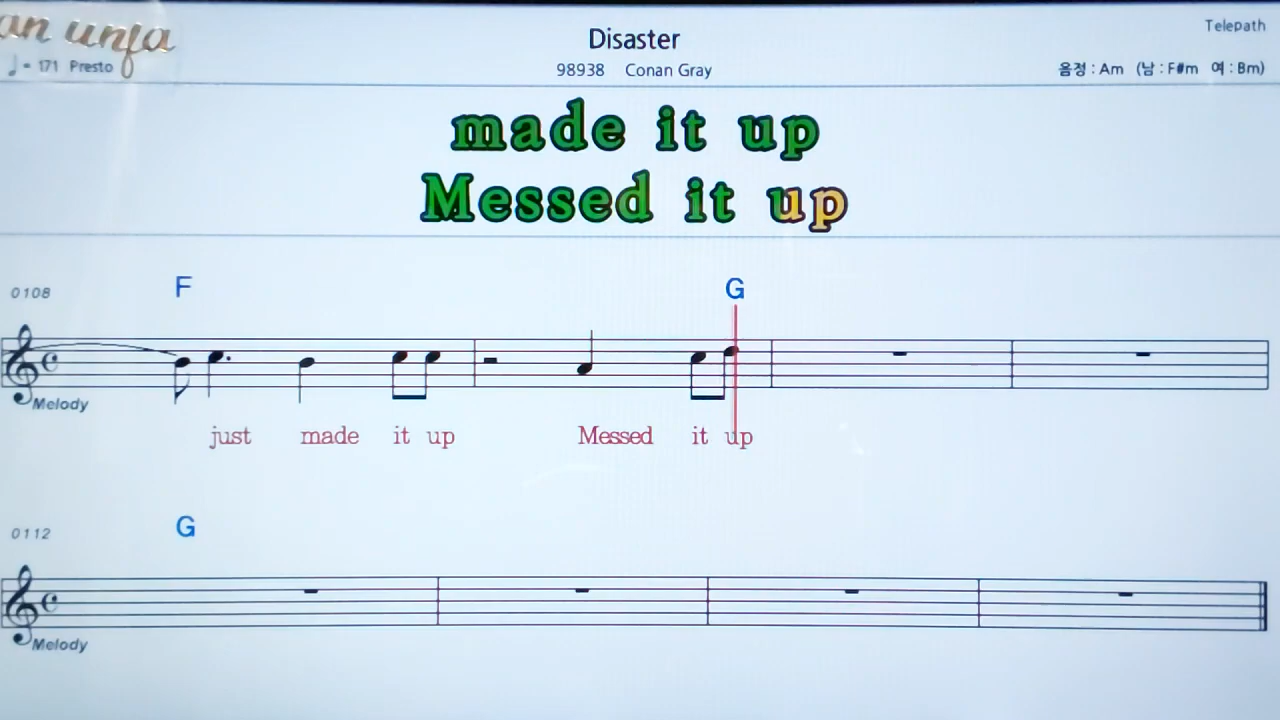 Disaster
Telepath
♩= 171 Presto
98938 Conan Gray
음정 : Am (남 : F#m 여 : Bm)
made it up
Messed it up
0108
F
G
Melody
just made it up Messed it up
0112
G
Melody